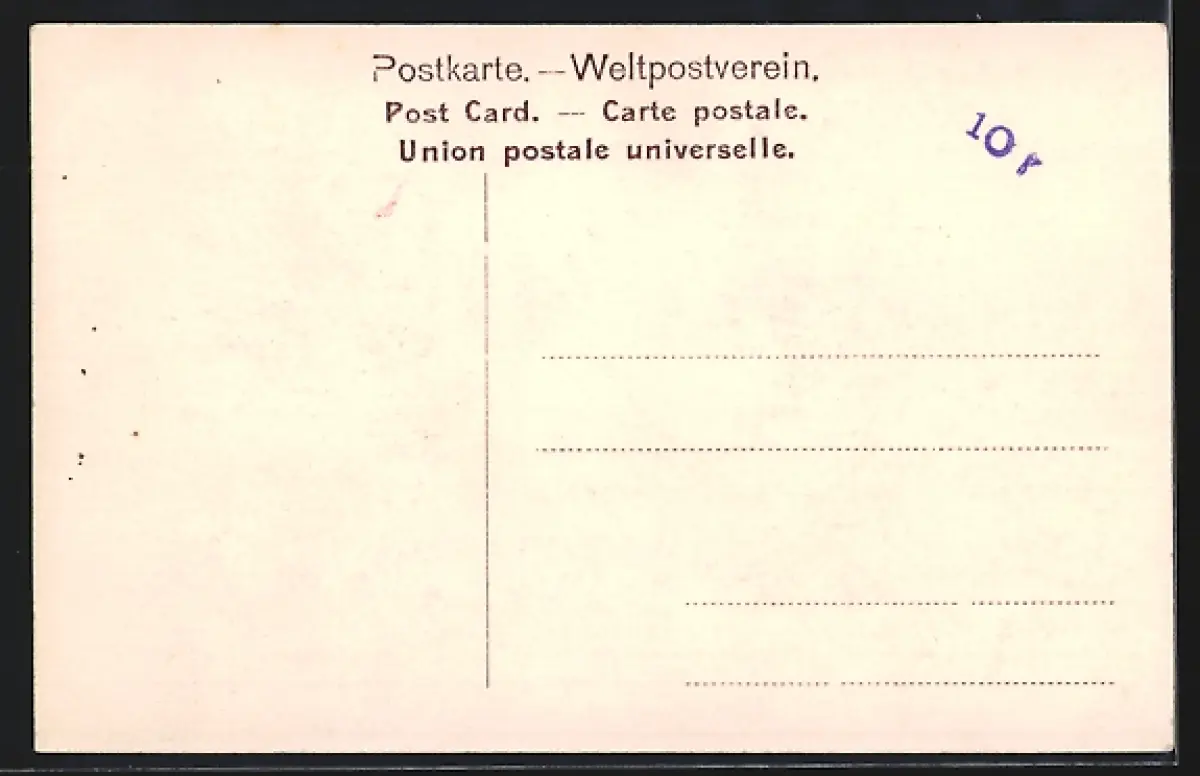 Postkarte. — Weltpostverein.
Post Card. — Carte postale.
Union postale universelle.
10